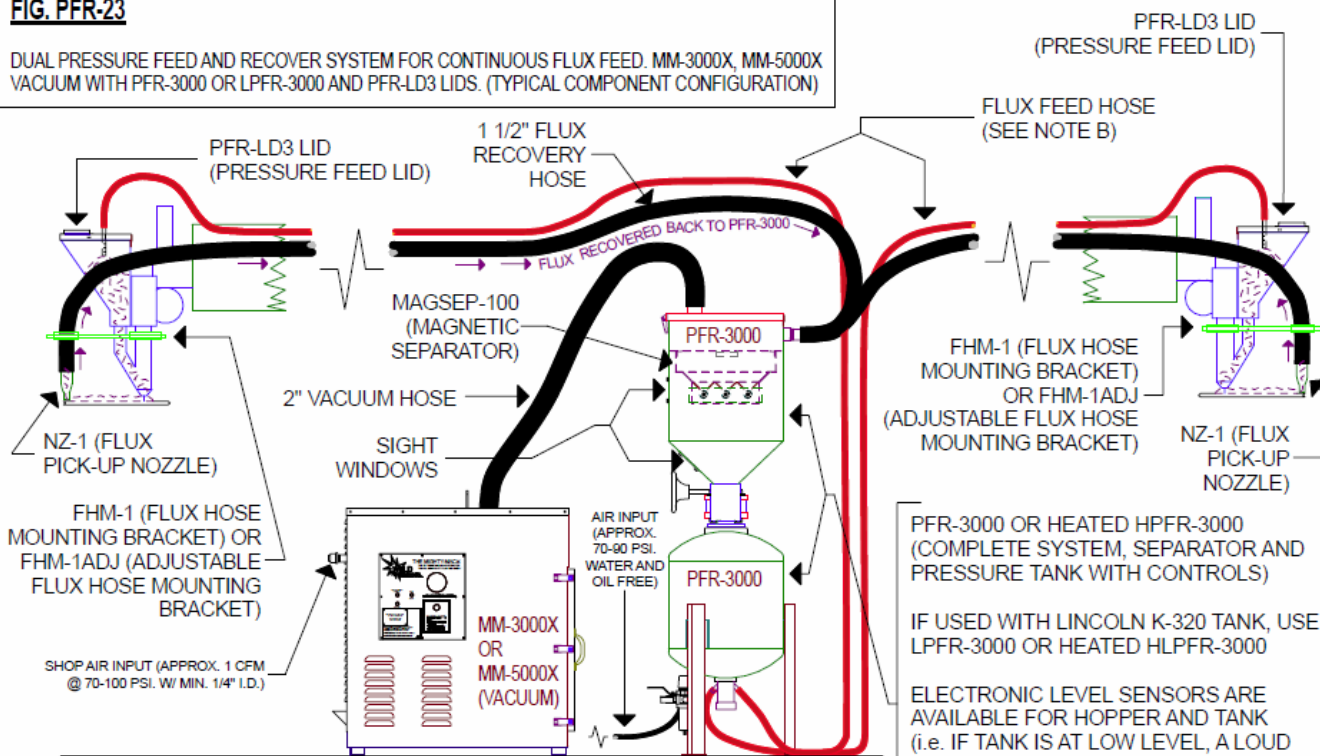 FIG. PFR-23
DUAL PRESSURE FEED AND RECOVER SYSTEM FOR CONTINUOUS FLUX FEED. MM-3000X, MM-5000X
VACUUM WITH PFR-3000 OR LPFR-3000 AND PFR-LD3 LIDS. (TYPICAL COMPONENT CONFIGURATION)
PFR-LD3 LID
(PRESSURE FEED LID)
FLUX FEED HOSE
(SEE NOTE B)
1 1/2" FLUX
RECOVERY
HOSE
PFR-LD3 LID
(PRESSURE FEED LID)
FLUX RECOVERED BACK TO PFR-3000
MAGSEP-100
(MAGNETIC
SEPARATOR)
PFR-3000
2" VACUUM HOSE
SIGHT
WINDOWS
FHM-1 (FLUX HOSE
MOUNTING BRACKET)
OR FHM-1ADJ
(ADJUSTABLE FLUX HOSE
MOUNTING BRACKET)
NZ-1 (FLUX
PICK-UP NOZZLE)
NZ-1 (FLUX
PICK-UP
NOZZLE)
FHM-1 (FLUX HOSE
MOUNTING BRACKET) OR
FHM-1ADJ (ADJUSTABLE
FLUX HOSE MOUNTING
BRACKET)
AIR INPUT
(APPROX.
70-90 PSI.
WATER AND
OIL FREE)
PFR-3000
THE MIGHTY MACK
MM-3000X
OR
MM-5000X
(VACUUM)
SHOP AIR INPUT (APPROX. 1 CFM
@ 70-100 PSI. W/ MIN. 1/4" I.D.)
PFR-3000 OR HEATED HPFR-3000
(COMPLETE SYSTEM, SEPARATOR AND
PRESSURE TANK WITH CONTROLS)
IF USED WITH LINCOLN K-320 TANK, USE
LPFR-3000 OR HEATED HLPFR-3000
ELECTRONIC LEVEL SENSORS ARE
AVAILABLE FOR HOPPER AND TANK
(i.e. IF TANK IS AT LOW LEVEL, A LOUD